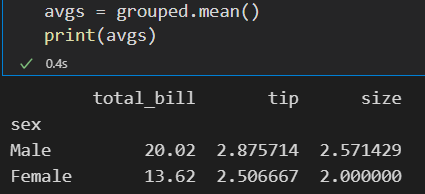 avgs = grouped.mean()
print(avgs)
0.4s
total_bill tip size
sex
Male 20.02 2.875714 2.571429
Female 13.62 2.506667 2.000000